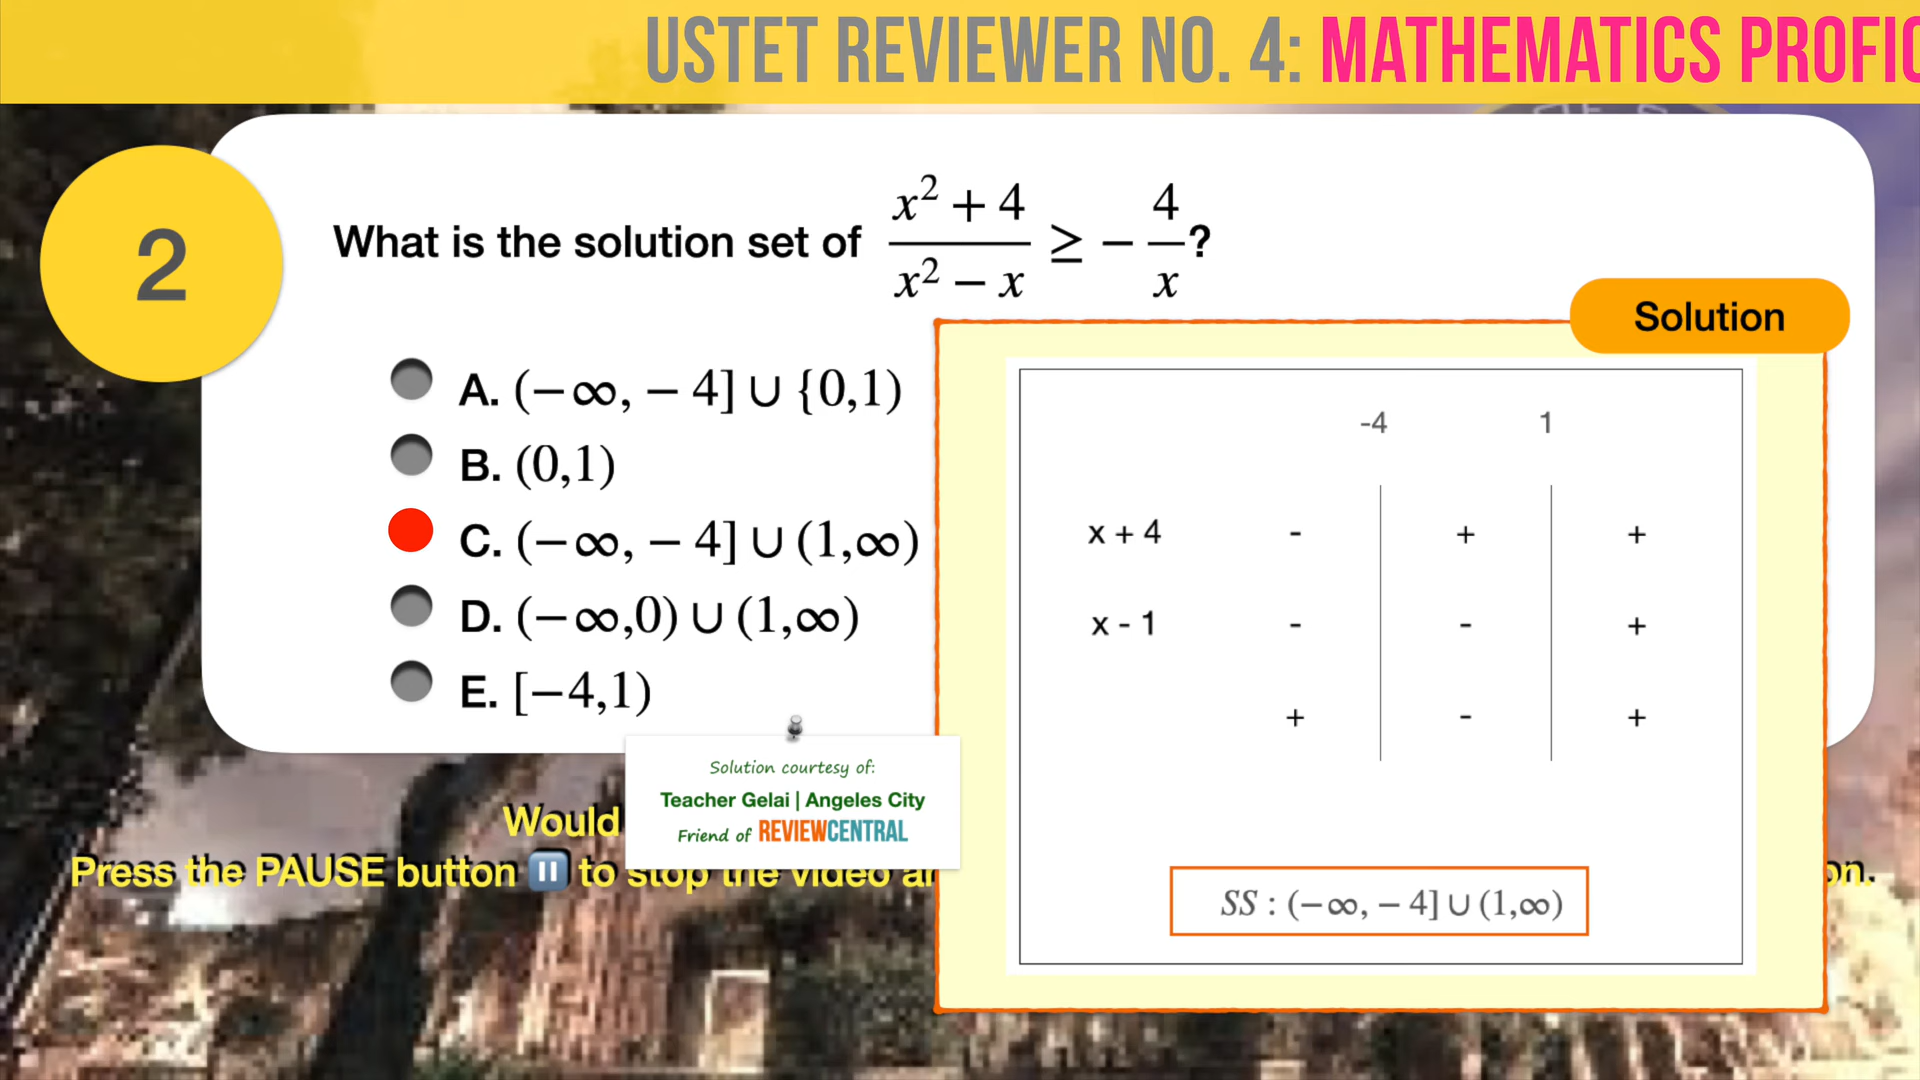 USTET REVIEWER NO. 4: MATHEMATICS PROFIC
2
What is the solution set of (x² + 4)/(x² − x) ≥ −4/x?
Solution
A. (−∞, − 4] ∪ {0,1)
B. (0,1)
C. (−∞, − 4] ∪ (1,∞)
D. (−∞,0) ∪ (1,∞)
E. [−4,1)
-4 1
x + 4 - + +
x - 1 - - +
+ - +
SS : (−∞, − 4] ∪ (1,∞)
Solution courtesy of:
Teacher Gelai | Angeles City
Friend of REVIEWCENTRAL
Would
Press the PAUSE button ⏸ to stop the video
on.